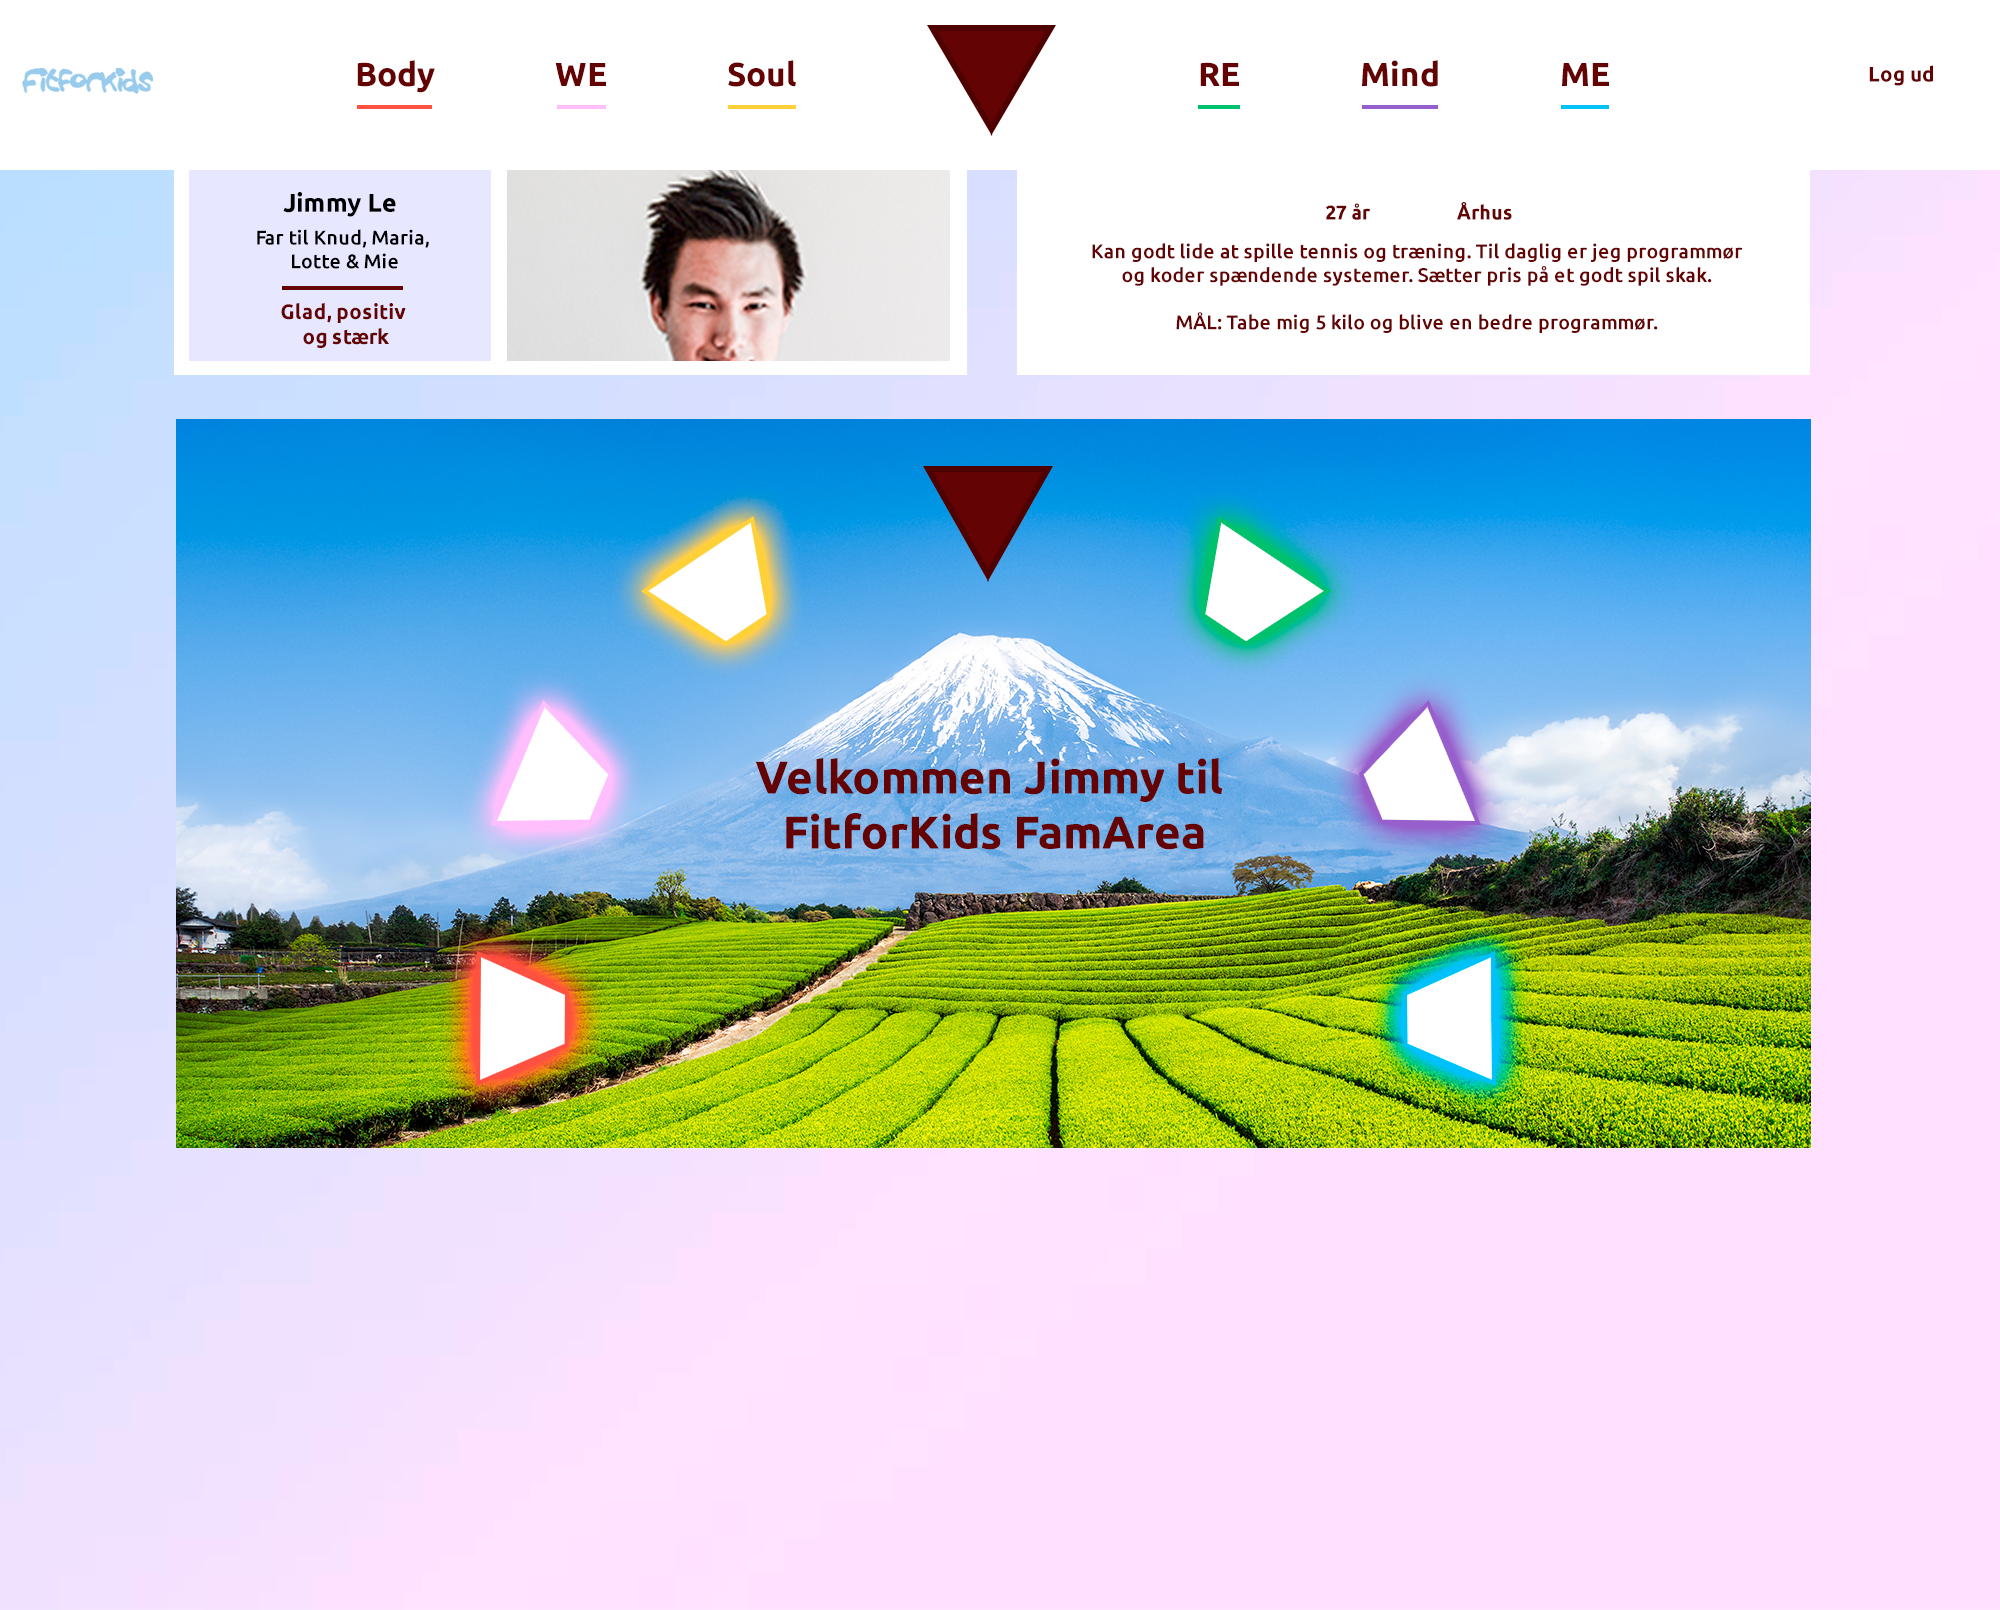 FitforKids
Body
WE
Soul
RE
Mind
ME
Log ud
Jimmy Le
Far til Knud, Maria,
Lotte & Mie
Glad, positiv
og stærk
27 år
Århus
Kan godt lide at spille tennis og træning. Til daglig er jeg programmør
og koder spændende systemer. Sætter pris på et godt spil skak.
MÅL: Tabe mig 5 kilo og blive en bedre programmør.
Velkommen Jimmy til
FitforKids FamArea